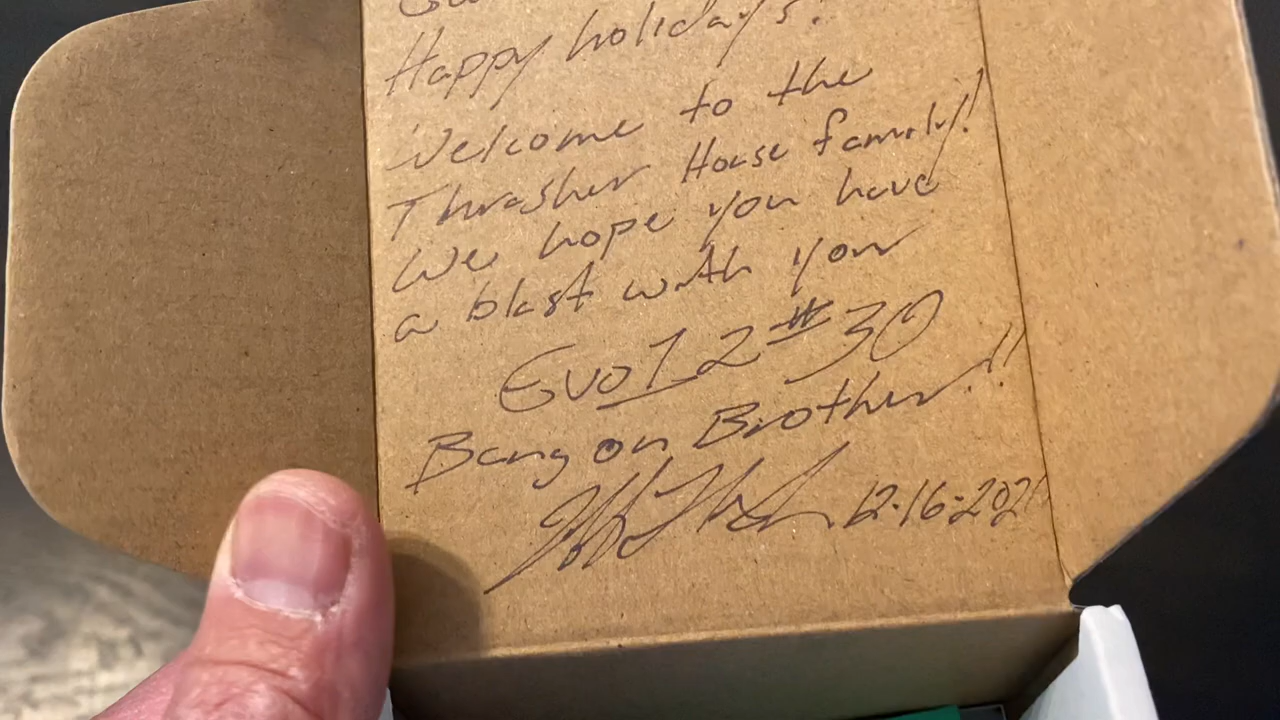 Happy holidays!
Welcome to the
Thrasher House family!
We hope you have
a blast with your
Evo12 #30
Bang on Brother!!
12-16-202